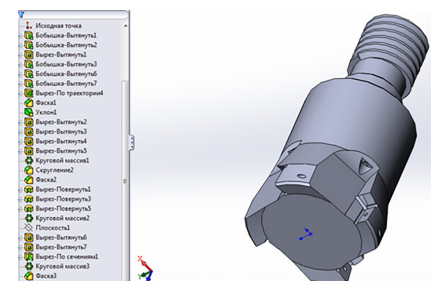 Исходная точка
Бобышка-Вытянуть1
Бобышка-Вытянуть2
Вырез-Вытянуть1
Бобышка-Вытянуть3
Бобышка-Вытянуть6
Бобышка-Вытянуть7
Вырез-По траектории4
Фаска1
Уклон1
Вырез-Вытянуть2
Вырез-Вытянуть3
Вырез-Вытянуть4
Вырез-Вытянуть5
Круговой массив1
Скругление2
Фаска2
Вырез-Повернуть1
Вырез-Повернуть3
Вырез-Повернуть5
Круговой массив2
Плоскость1
Вырез-Вытянуть6
Вырез-Вытянуть7
Вырез-По сечениям1
Круговой массив3
Фаска3